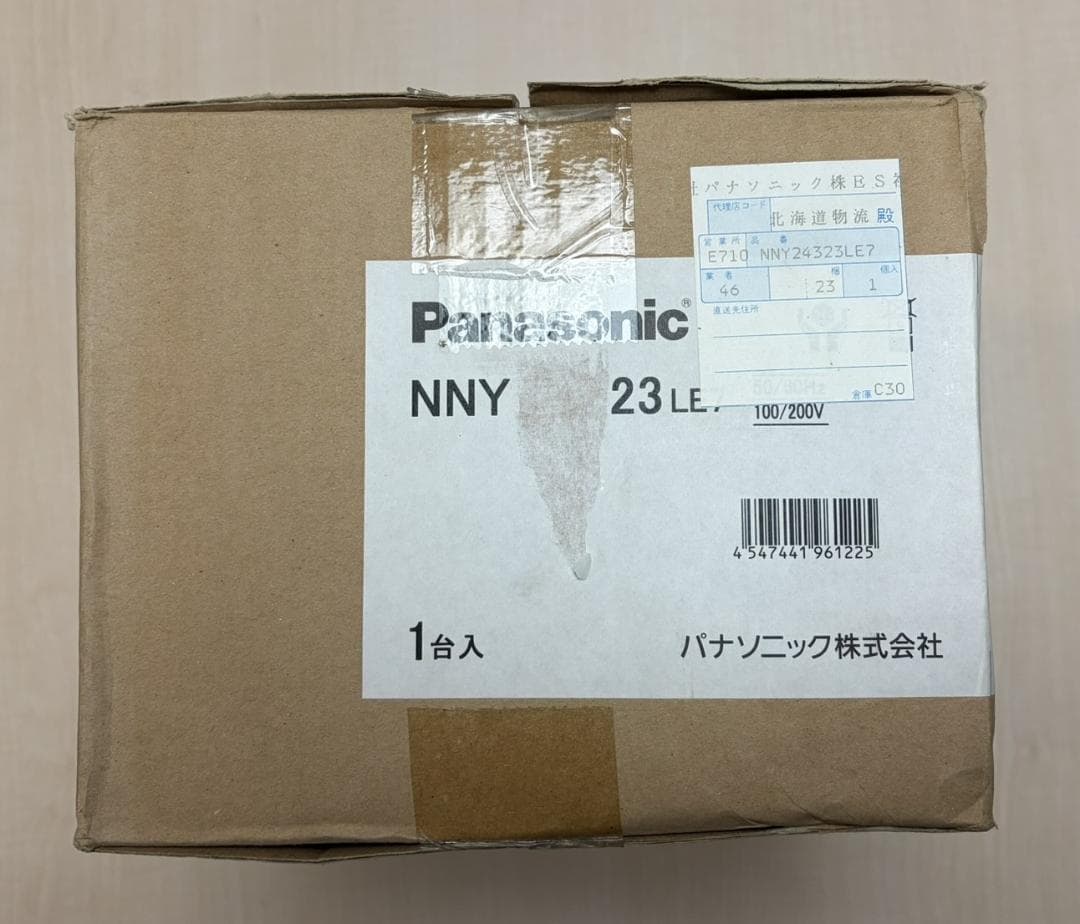 パナソニック株ES
代理店コード
北海道物流 殿
営業所 品番
E710 NNY24323LE7
業者 梱 個入
46 23 1
直送先住所
倉庫 C30
Panasonic®
NNY 23 LE7
50/60Hz
100/200V
4 547441 961225
1台入
パナソニック株式会社